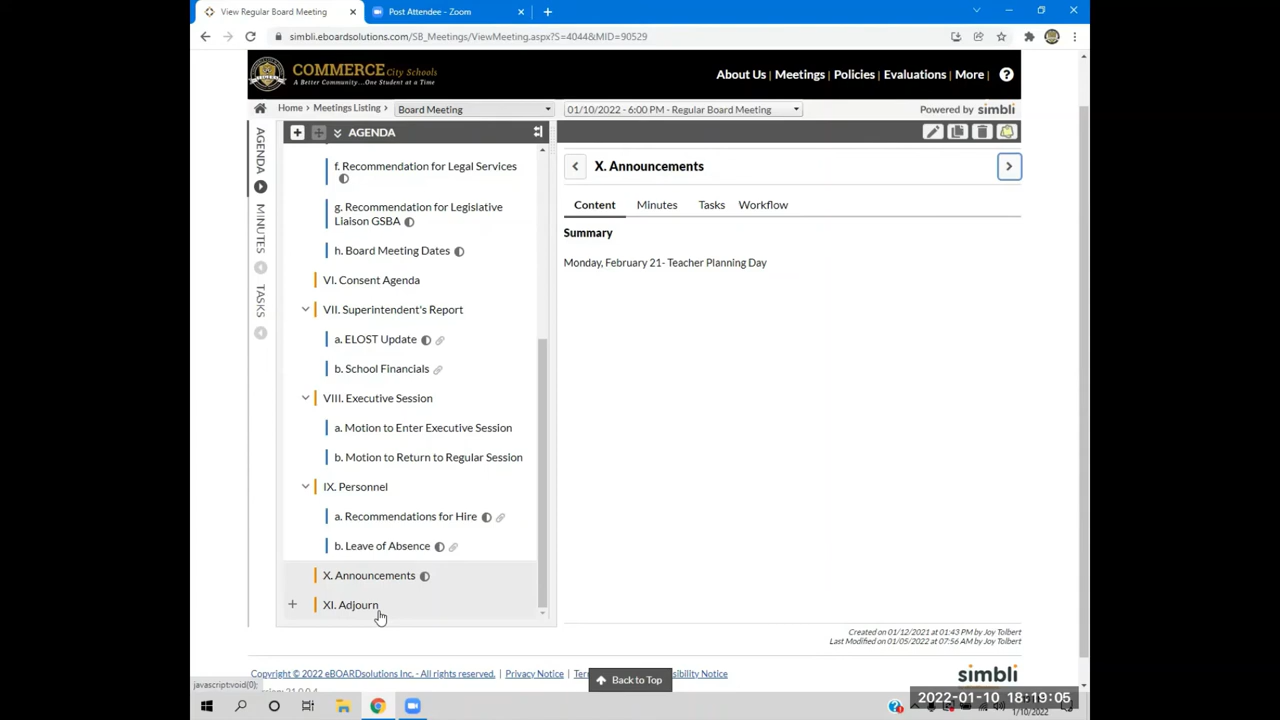 View Regular Board Meeting
Post Attendee - Zoom
simbli.eboardsolutions.com/SB_Meetings/ViewMeeting.aspx?S=4044&MID=90529
COMMERCE City Schools
A Better Community...One Student at a Time
About Us | Meetings | Policies | Evaluations | More |
Home > Meetings Listing >
Board Meeting
01/10/2022 - 6:00 PM - Regular Board Meeting
Powered by simbli
AGENDA
MINUTES
TASKS
AGENDA
f. Recommendation for Legal Services
g. Recommendation for Legislative
Liaison GSBA
h. Board Meeting Dates
VI. Consent Agenda
VII. Superintendent's Report
a. ELOST Update
b. School Financials
VIII. Executive Session
a. Motion to Enter Executive Session
b. Motion to Return to Regular Session
IX. Personnel
a. Recommendations for Hire
b. Leave of Absence
X. Announcements
XI. Adjourn
X. Announcements
Content Minutes Tasks Workflow
Summary
Monday, February 21- Teacher Planning Day
Created on 01/12/2021 at 01:43 PM by Joy Tolbert
Last Modified on 01/05/2022 at 07:56 AM by Joy Tolbert
Copyright © 2022 eBOARDsolutions Inc. - All rights reserved. | Privacy Notice |
Back to Top
simbli
javascript:void(0);
2022-01-10 18:19:05
1/10/2022